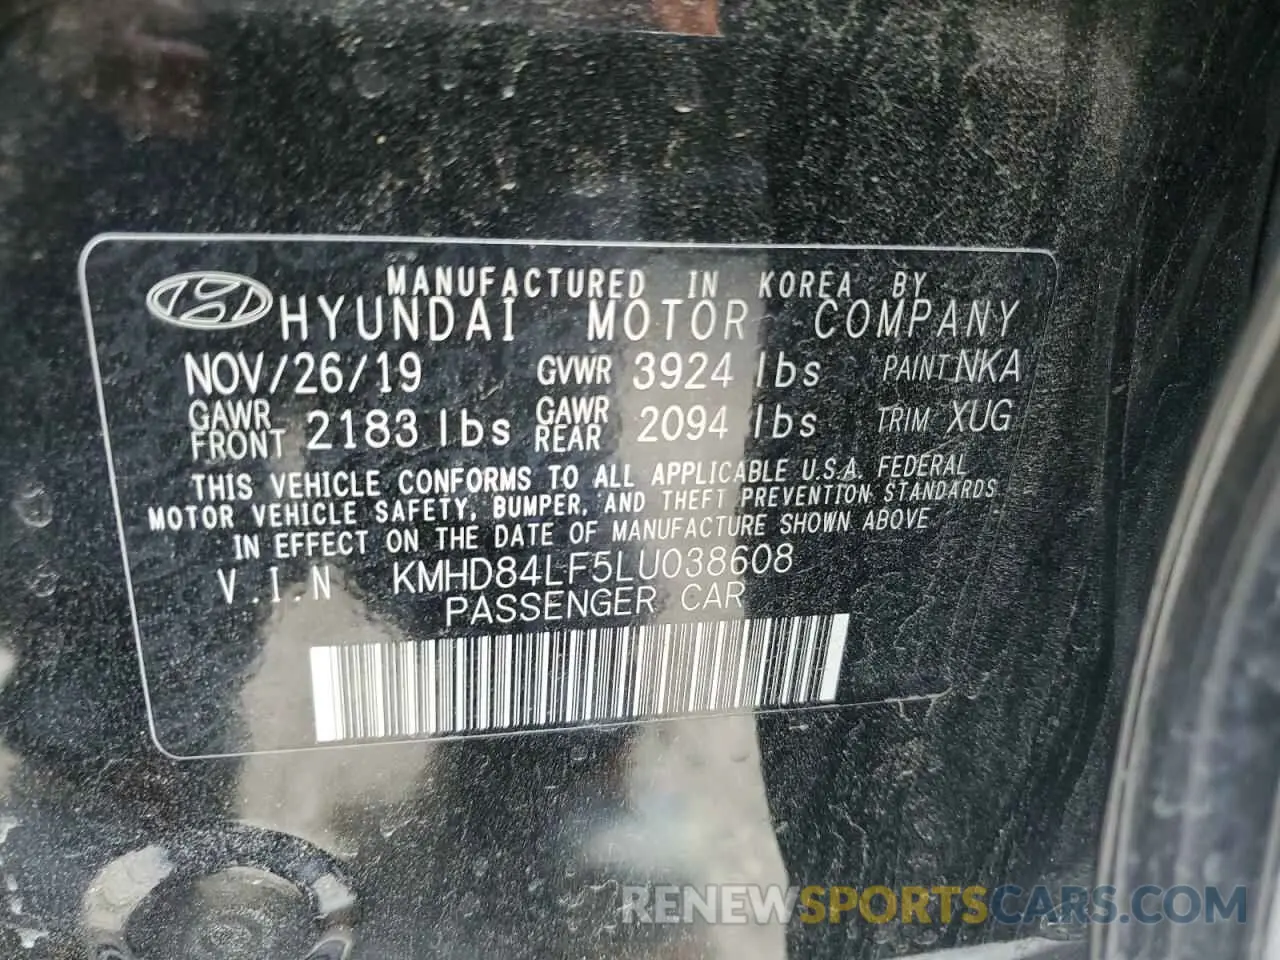 MANUFACTURED IN KOREA BY
HYUNDAI MOTOR COMPANY
NOV/26/19 GVWR 3924 lbs PAINT NKA
GAWR FRONT 2183 lbs GAWR REAR 2094 lbs TRIM XUG
THIS VEHICLE CONFORMS TO ALL APPLICABLE U.S.A. FEDERAL
MOTOR VEHICLE SAFETY, BUMPER, AND THEFT PREVENTION STANDARDS
IN EFFECT ON THE DATE OF MANUFACTURE SHOWN ABOVE
V.I.N KMHD84LF5LU038608
PASSENGER CAR
RENEWSPORTSCARS.COM